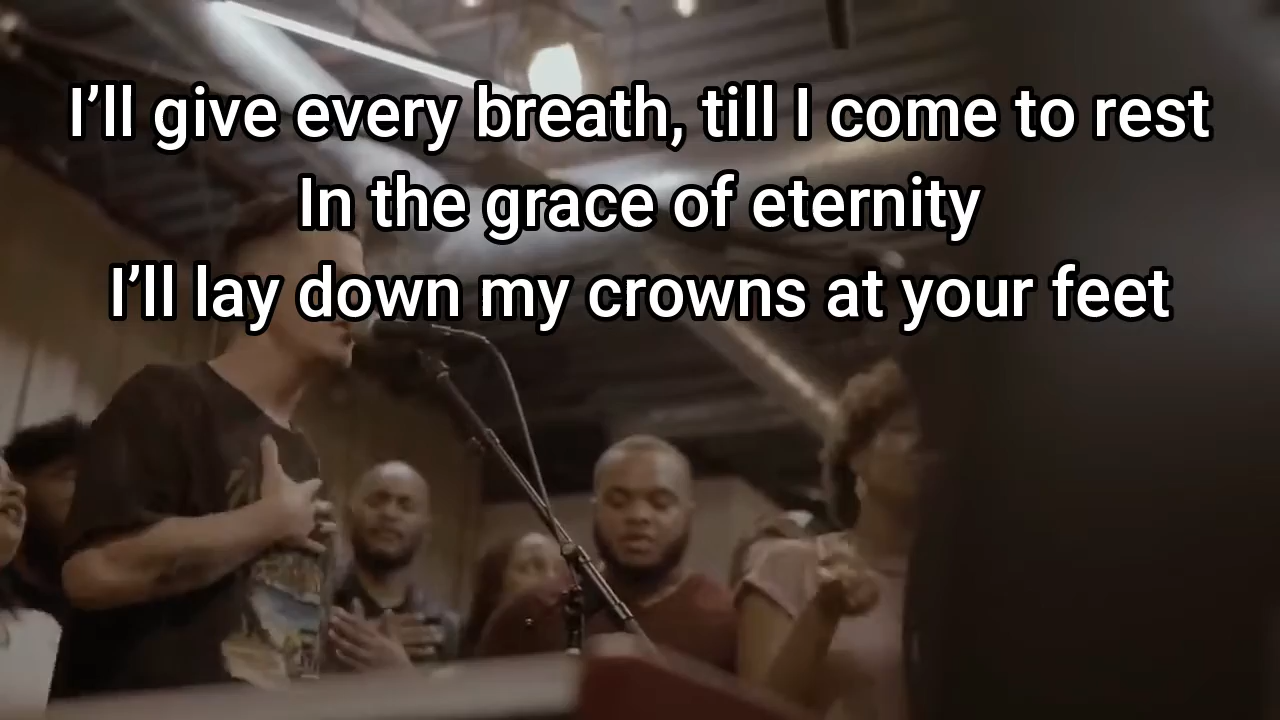 I’ll give every breath, till I come to rest
In the grace of eternity
I’ll lay down my crowns at your feet